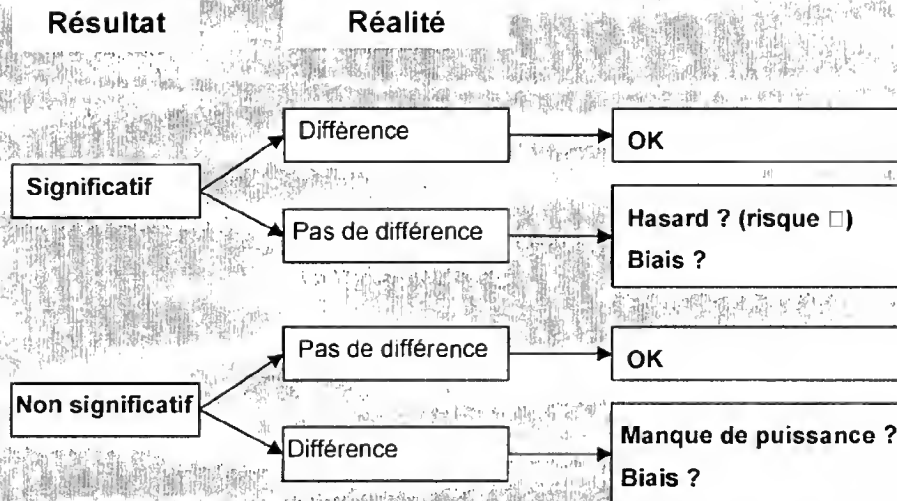 Résultat
Réalité
Différence
OK
Significatif
Pas de différence
Hasard ? (risque □)
Biais ?
Pas de différence
OK
Non significatif
Différence
Manque de puissance ?
Biais ?